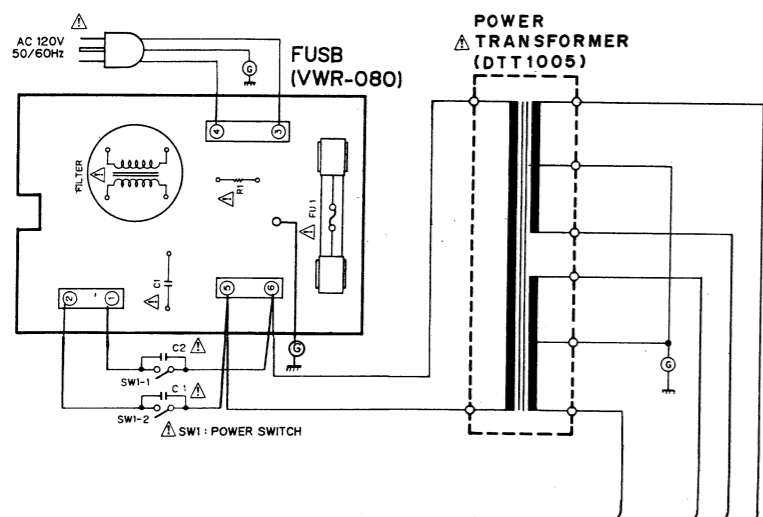 AC 120V
50/60Hz
G
FUSB
(VWR-080)
POWER
TRANSFORMER
(DTT1005)
4
3
FILTER
R1
FU1
C1
2
1
5
6
G
C2
SW1-1
C1
SW1-2
SW1 : POWER SWITCH
G